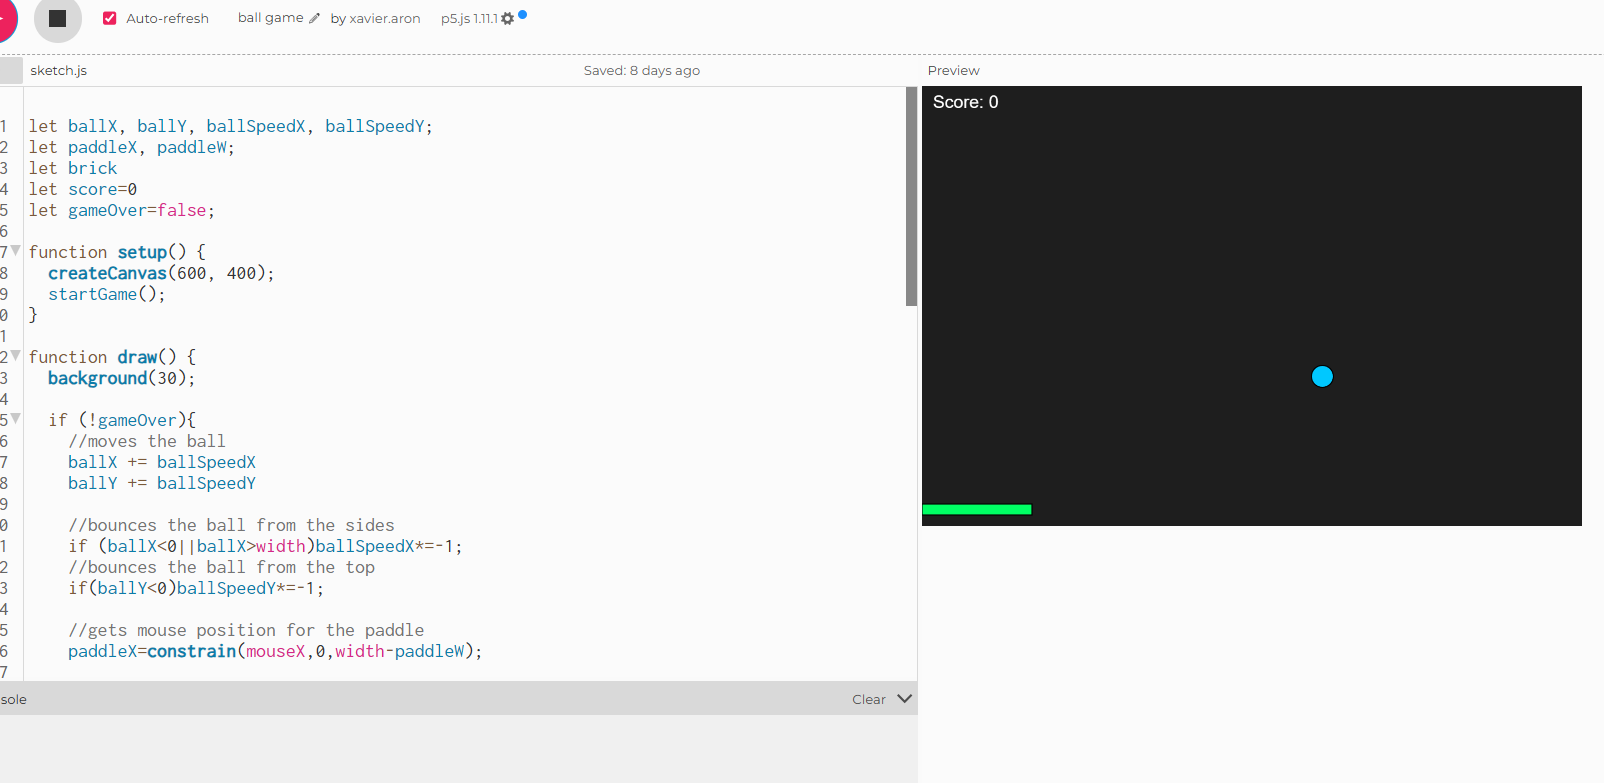 Auto-refresh ball game by xavier.aron p5.js 1.11.1
sketch.js Saved: 8 days ago Preview
Score: 0
1 let ballX, ballY, ballSpeedX, ballSpeedY;
2 let paddleX, paddleW;
3 let brick
4 let score=0
5 let gameOver=false;
6
7 function setup() {
8 createCanvas(600, 400);
9 startGame();
0 }
1
2 function draw() {
3 background(30);
4
5 if (!gameOver){
6 //moves the ball
7 ballX += ballSpeedX
8 ballY += ballSpeedY
9
0 //bounces the ball from the sides
1 if (ballX<0||ballX>width)ballSpeedX*=-1;
2 //bounces the ball from the top
3 if(ballY<0)ballSpeedY*=-1;
4
5 //gets mouse position for the paddle
6 paddleX=constrain(mouseX,0,width-paddleW);
7
sole Clear